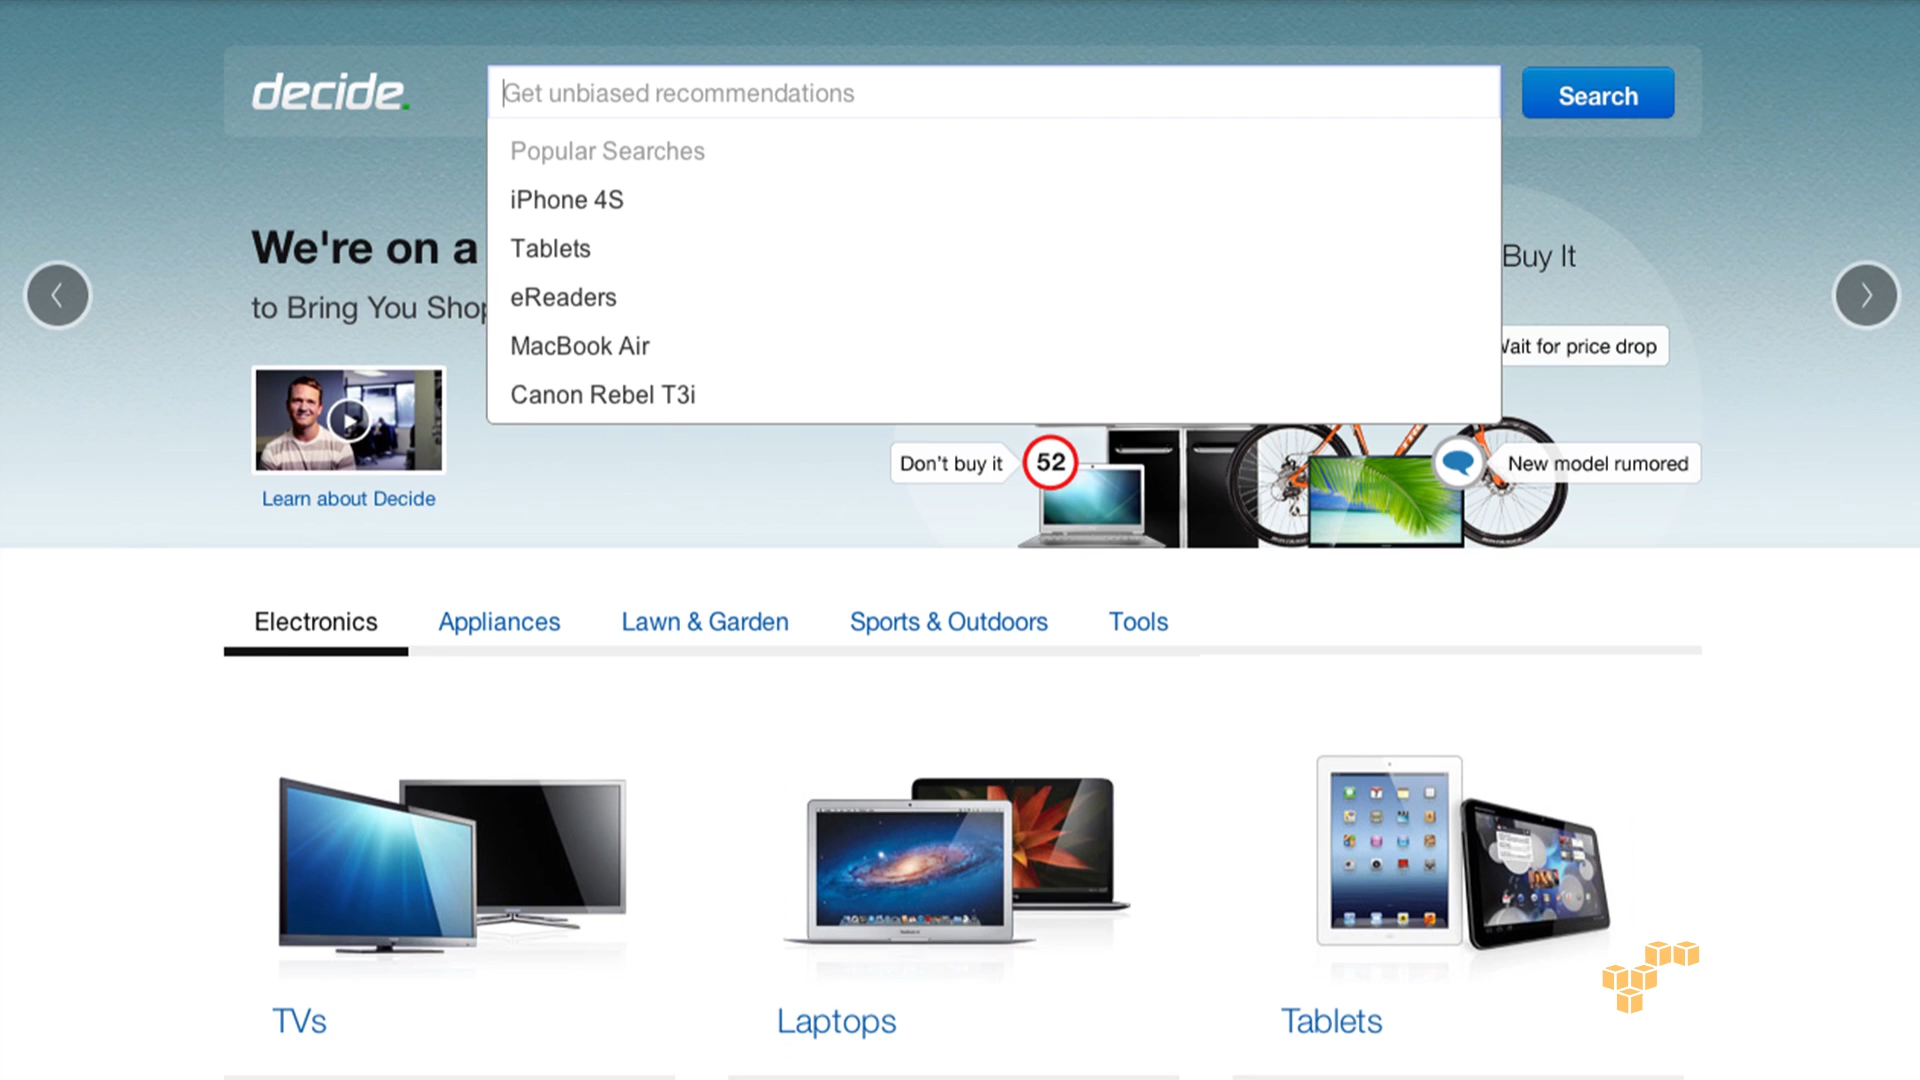 decide.
Get unbiased recommendations
Search
Popular Searches
iPhone 4S
Tablets
eReaders
MacBook Air
Canon Rebel T3i
We're on a
to Bring You
Buy It
for price drop
Learn about Decide
Don't buy it
52
New model rumored
Electronics
Appliances
Lawn & Garden
Sports & Outdoors
Tools
TVs
Laptops
Tablets